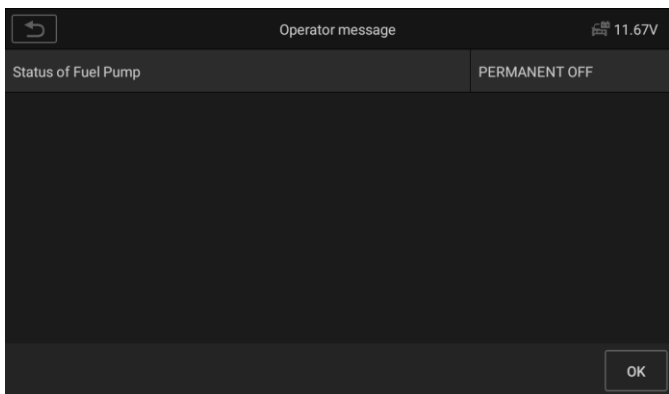 Operator message
11.67V
Status of Fuel Pump
PERMANENT OFF
OK